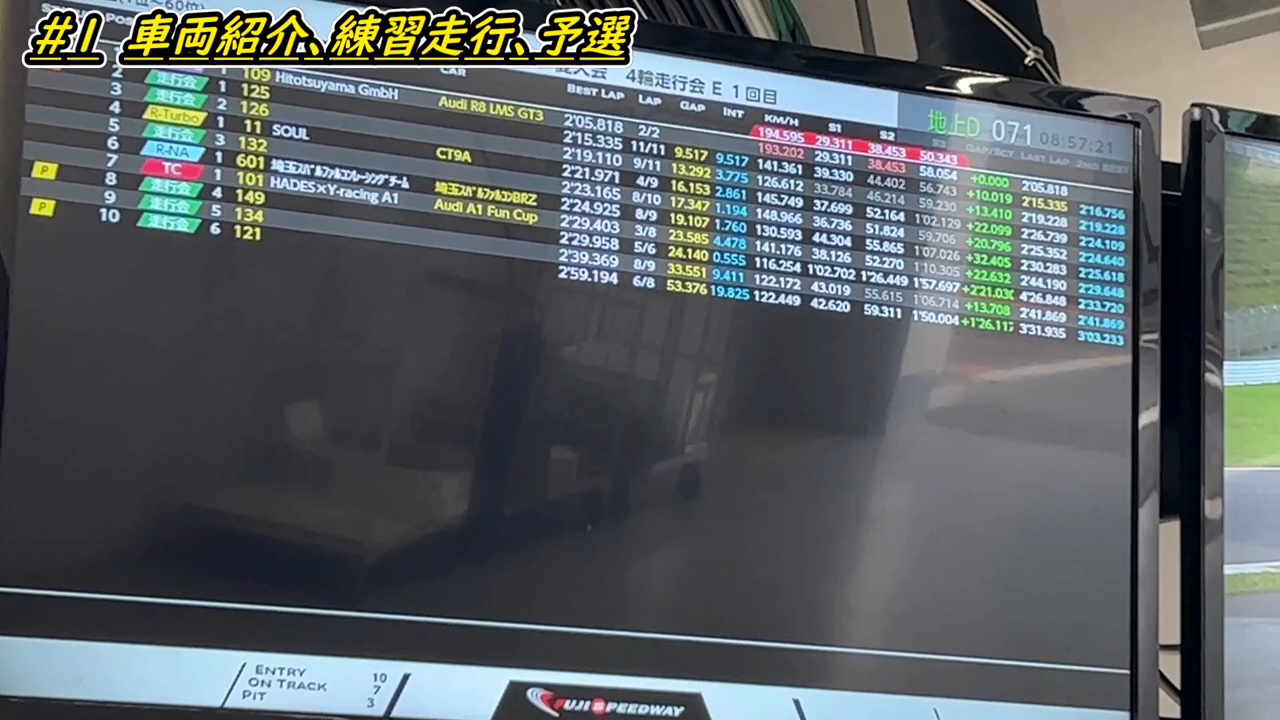 #1 車両紹介、練習走行、予選
4輪走行会 E 1回目
地上D 071 08:57:21
CAR BEST LAP LAP GAP INT KM/H S1 S2 S3 GAP/SCT LAST LAP 2ND BEST
194.595 29.311 38.453 50.343
1 109 Hitotsuyama GmbH Audi R8 LMS GT3 2'05.818 2/2 193.202 29.311 38.453 58.054 +0.000 2'05.818
2 走行会 1 125 2'15.335 11/11 9.517 9.517 141.361 39.330 44.402 56.743 +10.019 2'15.335 2'16.756
3 走行会 2 126 2'19.110 9/11 13.292 3.775 126.612 33.784 46.214 59.230 +13.410 2'19.228 2'19.228
4 R-Turbo 1 11 SOUL CT9A 2'21.971 4/9 16.153 2.861 145.749 37.699 52.164 1'02.129 +22.099 2'26.739 2'24.109
5 走行会 3 132 2'23.165 8/10 17.347 1.194 148.966 36.736 51.824 59.706 +20.796 2'25.352 2'24.640
6 R-NA 1 601 埼玉スバルファルコンレーシングチーム 埼玉スバルファルコンBRZ 2'24.925 8/9 19.107 1.760 130.593 44.304 55.865 1'07.026 +32.405 2'30.283 2'25.618
P 7 TC 1 101 HADES×Y-racing A1 Audi A1 Fun Cup 2'29.403 3/8 23.585 4.478 141.176 38.126 52.270 1'10.305 +22.632 2'44.190 2'29.648
8 走行会 4 149 2'29.958 5/6 24.140 0.555 116.254 1'02.702 1'26.449 1'57.697 +2'21.030 4'26.848 2'33.720
P 9 走行会 5 134 2'39.369 8/9 33.551 9.411 122.172 43.019 55.615 1'06.714 +13.708 2'41.869 2'41.869
10 走行会 6 121 2'59.194 6/8 53.376 19.825 122.449 42.620 59.311 1'50.004 +1'26.117 3'31.935 3'03.233
ENTRY 10
ON TRACK 7
PIT 3
FUJI SPEEDWAY